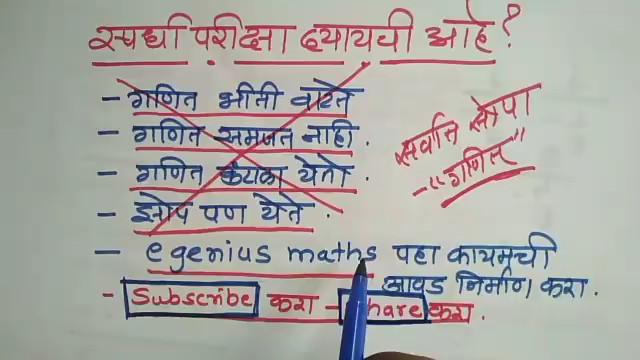 स्पर्धा परीक्षा द्यायची आहे?
- गणित भीती वाटते
- गणित समजत नाही.
- गणित कंटाळा येतो.
- झोप पण येते.
सर्वात सोपा
- "गणित"
- egenius maths पहा कायमची
आवड निर्माण करा.
- Subscribe करा - Share करा.